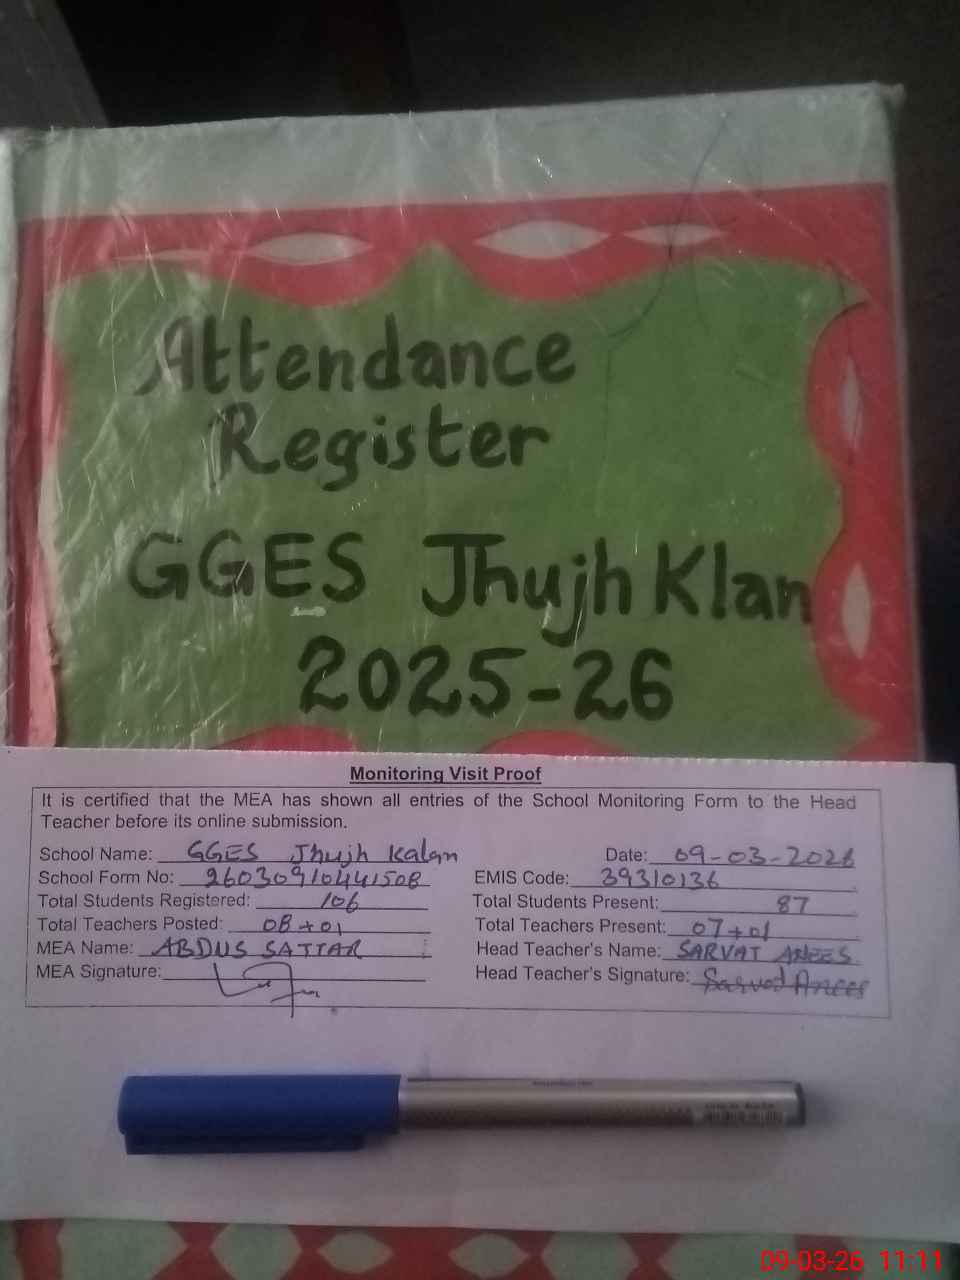 Attendance
Register
GGES Jhujh Klan
2025-26
Monitoring Visit Proof
It is certified that the MEA has shown all entries of the School Monitoring Form to the Head
Teacher before its online submission.
School Name: GGES Jhujh Kalan Date: 09-03-2026
School Form No: 26030910441508 EMIS Code: 39310136
Total Students Registered: 106 Total Students Present: 87
Total Teachers Posted: 08+01 Total Teachers Present: 07+01
MEA Name: ABDUS SATTAR Head Teacher's Name: SARVAT ANEES
MEA Signature: Head Teacher's Signature: Sarvat Anees
09-03-26 11:11